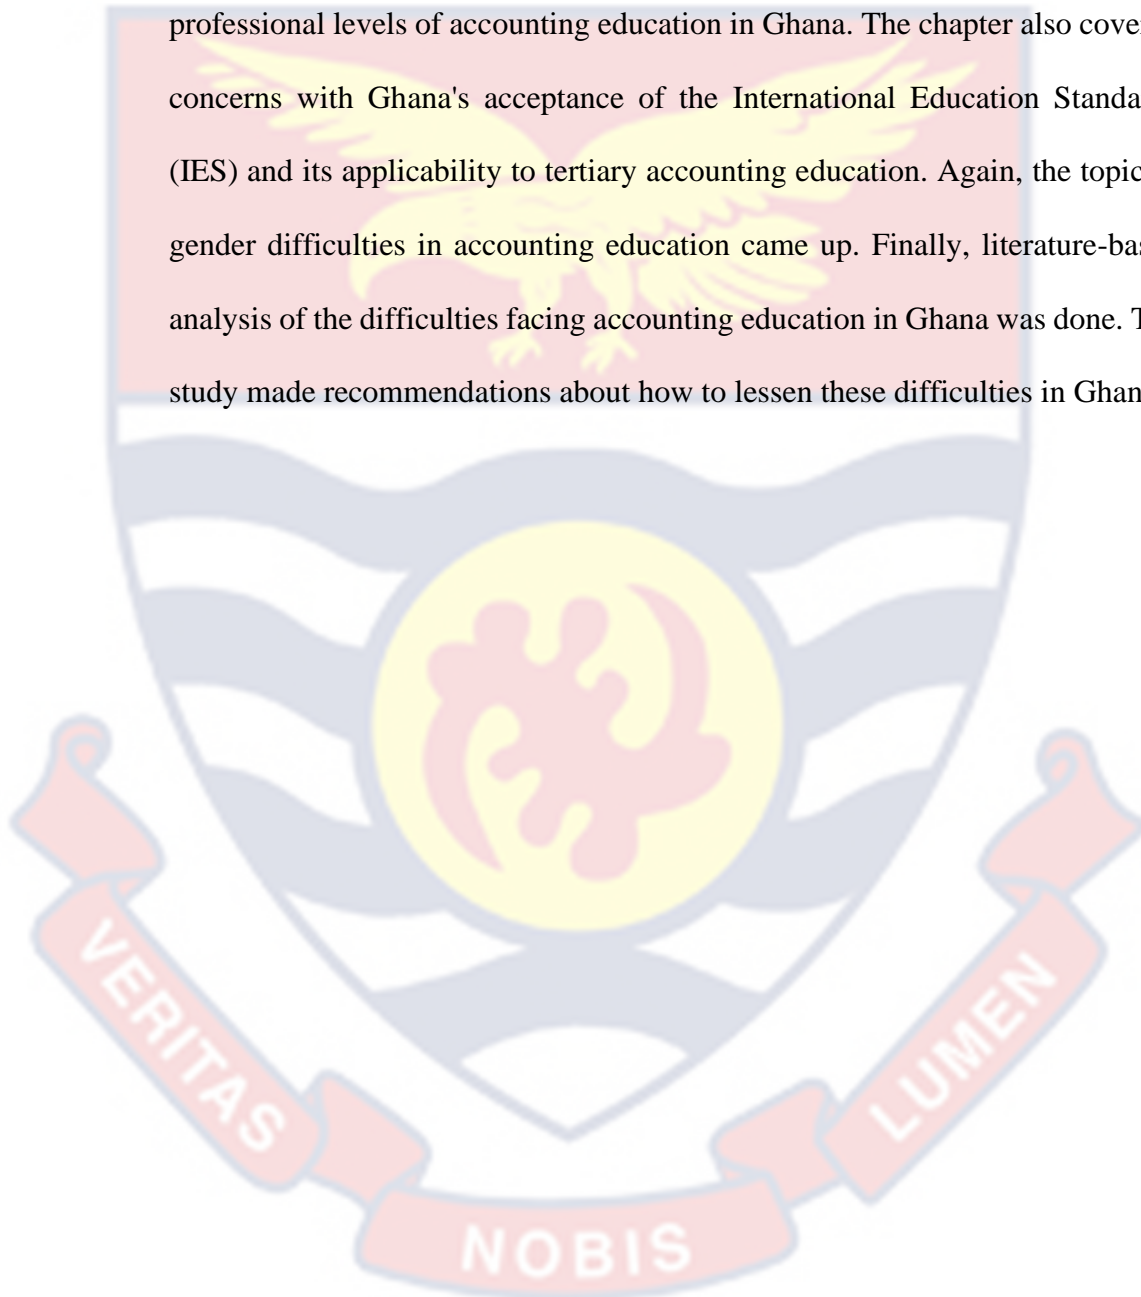 professional levels of accounting education in Ghana. The chapter also cover
concerns with Ghana's acceptance of the International Education Standa
(IES) and its applicability to tertiary accounting education. Again, the topic
gender difficulties in accounting education came up. Finally, literature-bas
analysis of the difficulties facing accounting education in Ghana was done. T
study made recommendations about how to lessen these difficulties in Ghan
VERITAS
NOBIS
LUMEN